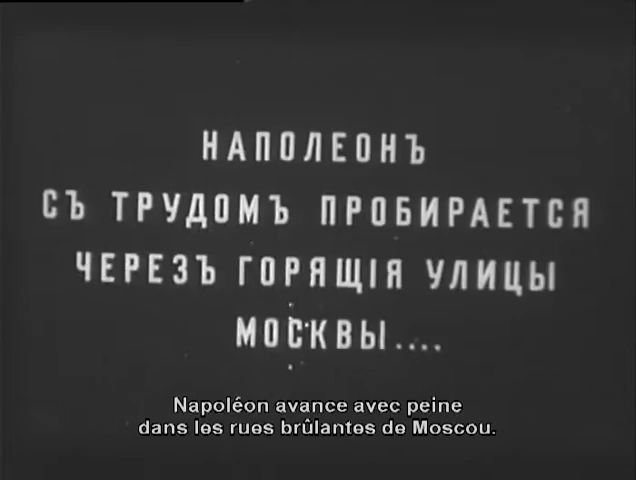 НАПОЛЕОНЪ
СЪ ТРУДОМЪ ПРОБИРАЕТСЯ
ЧЕРЕЗЪ ГОРЯЩІЯ УЛИЦЫ
МОСКВЫ....
Napoléon avance avec peine
dans les rues brûlantes de Moscou.